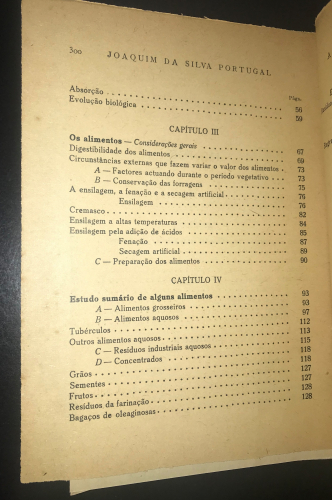 300 JOAQUIM DA SILVA PORTUGAL
Págs.
Absorção 56
Evolução biológica 59
CAPÍTULO III
Os alimentos — Considerações gerais 67
Digestibilidade dos alimentos 69
Circunstâncias externas que fazem variar o valor dos alimentos 73
A — Factores actuando durante o período vegetativo 73
B — Conservação das forragens 75
A ensilagem, a fenação e a secagem artificial 76
Ensilagem 76
Cremasco 82
Ensilagem a altas temperaturas 84
Ensilagem pela adição de ácidos 85
Fenação 87
Secagem artificial 89
C — Preparação dos alimentos 90
CAPÍTULO IV
Estudo sumário de alguns alimentos 93
A — Alimentos grosseiros 93
B — Alimentos aquosos 97
Tubérculos 112
Outros alimentos aquosos 113
C — Resíduos industriais aquosos 115
D — Concentrados 118
Grãos 118
Sementes 127
Frutos 127
Resíduos da farinação 128
Bagaços de oleaginosas 128